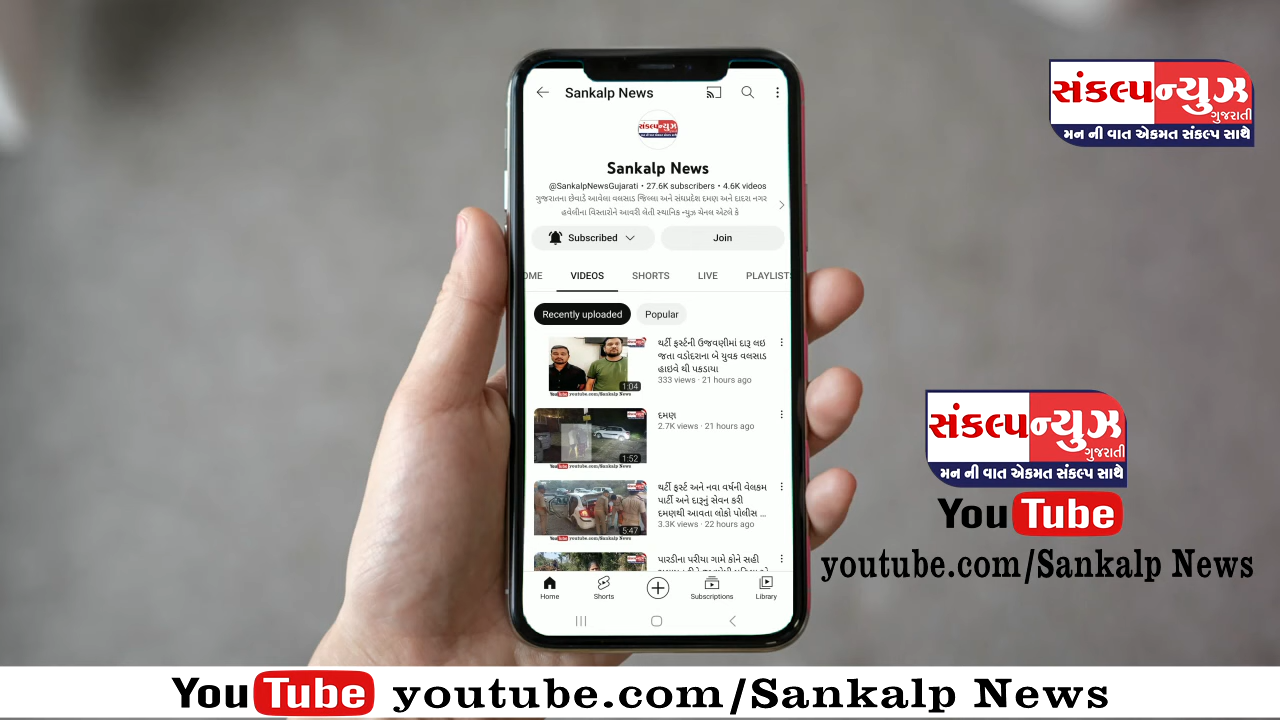 Sankalp News
સંકલ્પન્યુઝ
ગુજરાતી
મન ની વાત એકમત સંકલ્પ સાથે
Sankalp News
@SankalpNewsGujarati • 27.6K subscribers • 4.6K videos
ગુજરાતના છેવાડે આવેલા વલસાડ જિલ્લા અને સંઘપ્રદેશ દમણ અને દાદરા નગર
હવેલીના વિસ્તારોને આવરી લેતી સ્થાનિક ન્યુઝ ચેનલ એટલે કે
Subscribed
Join
OME VIDEOS SHORTS LIVE PLAYLISTS
Recently uploaded Popular
થર્ટી ફર્સ્ટની ઉજવણીમાં દારૂ લઇ
જતા વડોદરાના બે યુવક વલસાડ
હાઇવે થી પકડાયા
333 views · 21 hours ago
1:04
દમણ
2.7K views · 21 hours ago
1:52
થર્ટી ફર્સ્ટ અને નવા વર્ષની વેલકમ
પાર્ટી અને દારૂનું સેવન કરી
દમણથી આવતા લોકો પોલીસ ...
3.3K views · 22 hours ago
5:47
પારડીના પરીયા ગામે કોને સહી
Home Shorts Subscriptions Library
સંકલ્પન્યુઝ
ગુજરાતી
મન ની વાત એકમત સંકલ્પ સાથે
YouTube
youtube.com/Sankalp News
YouTube youtube.com/Sankalp News